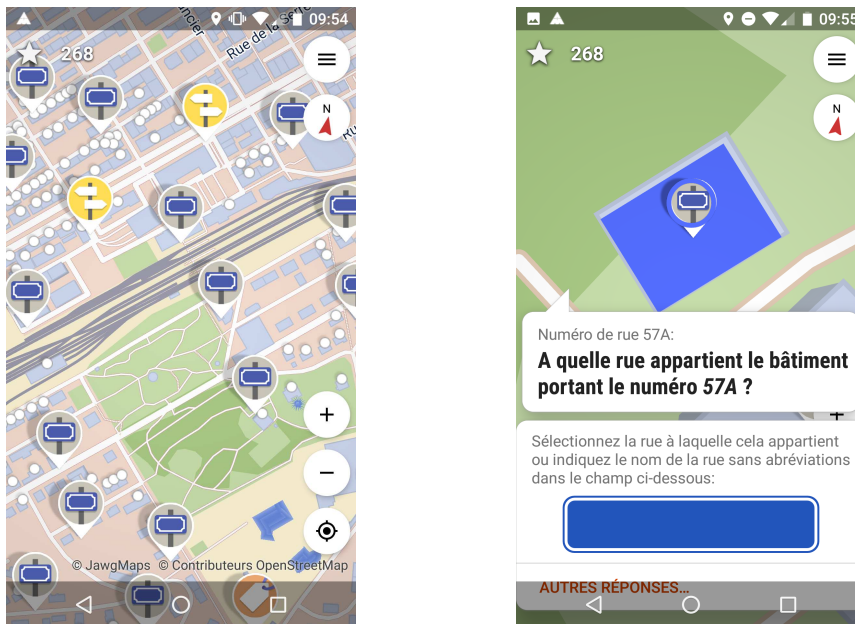 09:54
268
Rue de la Serre
N
© JawgMaps © Contributeurs OpenStreetMap
09:55
268
N
Numéro de rue 57A:
A quelle rue appartient le bâtiment
portant le numéro 57A ?
Sélectionnez la rue à laquelle cela appartient
ou indiquez le nom de la rue sans abréviations
dans le champ ci-dessous:
AUTRES RÉPONSES…